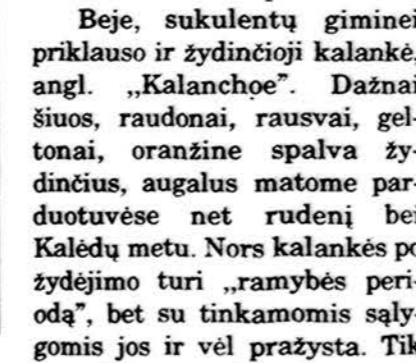 Beje, sukulentų giminei
priklauso ir žydinčioji kalankė,
angl. „Kalanchoe”. Dažnai
šiuos, raudonai, rausvai, gel-
tonai, oranžine spalva žy-
dinčius, augalus matome par-
duotuvėse net rudenį bei
Kalėdų metu. Nors kalankės po
žydėjimo turi „ramybės peri-
odą”, bet su tinkamomis sąly-
gomis jos ir vėl pražysta. Tik